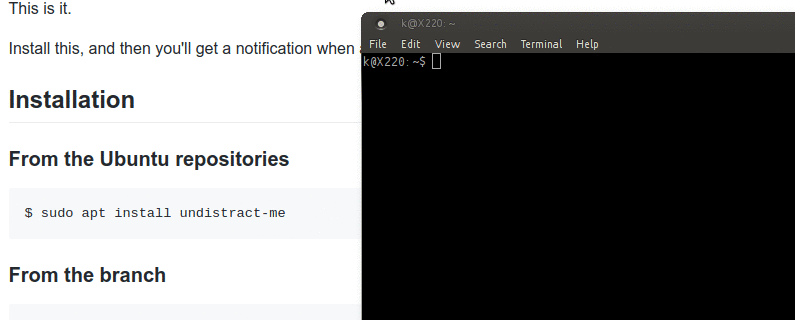 This is it.
Install this, and then you'll get a notification when
Installation
From the Ubuntu repositories
$ sudo apt install undistract-me
From the branch
k@X220: ~
File Edit View Search Terminal Help
k@X220:~$